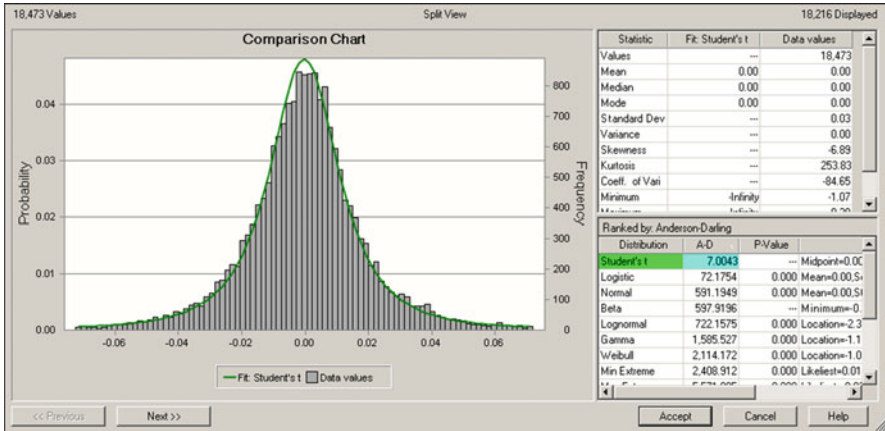 18,473 Values Split View 18,216 Displayed
Comparison Chart
Probability
0.04
0.03
0.02
0.01
0.00
-0.06 -0.04 -0.02 0.00 0.02 0.04 0.06
800
700
600
500
400
300
200
100
0
Frequency
Fit: Student's t Data values
Statistic Fit: Student's t Data values
Values --- 18,473
Mean 0.00 0.00
Median 0.00 0.00
Mode 0.00 0.00
Standard Dev --- 0.03
Variance --- 0.00
Skewness --- -6.89
Kurtosis --- 253.83
Coeff. of Vari --- -84.65
Minimum -Infinity -1.07
Ranked by: Anderson-Darling
Distribution A-D P-Value
Student's t 7.0043 --- Midpoint=0.00
Logistic 72.1754 0.000 Mean=0.00,S
Normal 591.1949 0.000 Mean=0.00,S
Beta 597.9196 --- Minimum=-0.
Lognormal 722.1575 0.000 Location=-2.3
Gamma 1,585.527 0.000 Location=-1.1
Weibull 2,114.172 0.000 Location=-1.0
Min Extreme 2,408.912 0.000 Likeliest=0.01
<< Previous Next >> Accept Cancel Help